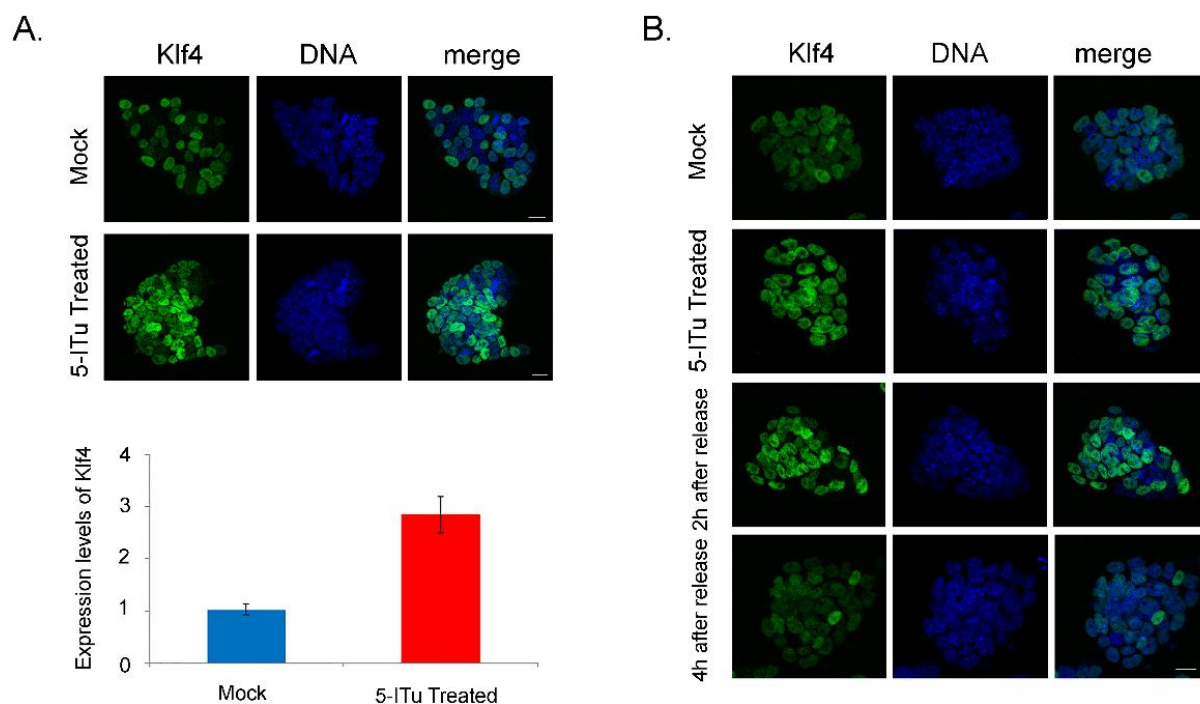 A.
Klf4 DNA merge
Mock
5-ITu Treated
Expression levels of Klf4
4
3
2
1
0
Mock 5-ITu Treated
B.
Klf4 DNA merge
Mock
5-ITu Treated
2h after release
4h after release